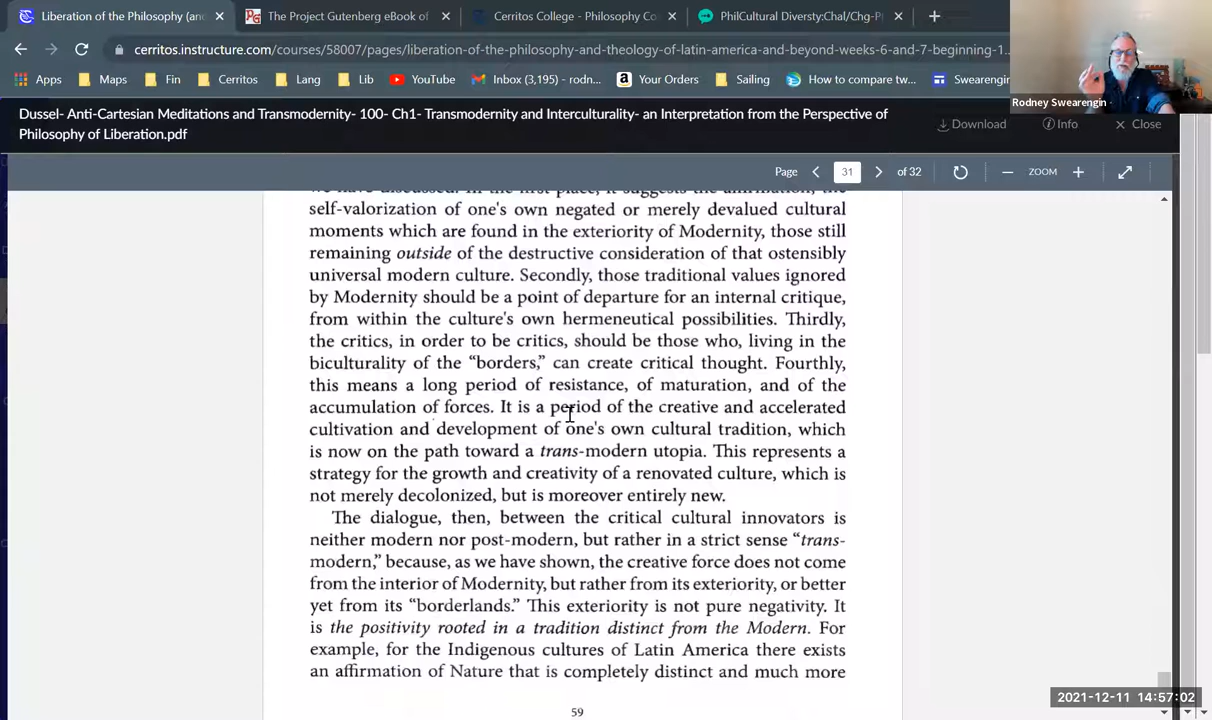 Liberation of the Philosophy (an
The Project Gutenberg eBook of
Cerritos College - Philosophy Co
PhilCultural Diversty:Chal/Chg-P
cerritos.instructure.com/courses/58007/pages/liberation-of-the-philosophy-and-theology-of-latin-america-and-beyond-weeks-6-and-7-beginning-1...
Apps Maps Fin Cerritos Lang Lib YouTube Inbox (3,195) - rodn... Your Orders Sailing How to compare tw... Swearengin
Rodney Swearengin
Dussel- Anti-Cartesian Meditations and Transmodernity- 100- Ch1- Transmodernity and Interculturality- an Interpretation from the Perspective of
Philosophy of Liberation.pdf
Download Info Close
Page 31 of 32 ZOOM
we have discussed. In the first place, it suggests the affirmation, the
self-valorization of one's own negated or merely devalued cultural
moments which are found in the exteriority of Modernity, those still
remaining outside of the destructive consideration of that ostensibly
universal modern culture. Secondly, those traditional values ignored
by Modernity should be a point of departure for an internal critique,
from within the culture's own hermeneutical possibilities. Thirdly,
the critics, in order to be critics, should be those who, living in the
biculturality of the "borders," can create critical thought. Fourthly,
this means a long period of resistance, of maturation, and of the
accumulation of forces. It is a period of the creative and accelerated
cultivation and development of one's own cultural tradition, which
is now on the path toward a trans-modern utopia. This represents a
strategy for the growth and creativity of a renovated culture, which is
not merely decolonized, but is moreover entirely new.
The dialogue, then, between the critical cultural innovators is
neither modern nor post-modern, but rather in a strict sense "trans-
modern," because, as we have shown, the creative force does not come
from the interior of Modernity, but rather from its exteriority, or better
yet from its "borderlands." This exteriority is not pure negativity. It
is the positivity rooted in a tradition distinct from the Modern. For
example, for the Indigenous cultures of Latin America there exists
an affirmation of Nature that is completely distinct and much more
59
2021-12-11 14:57:02